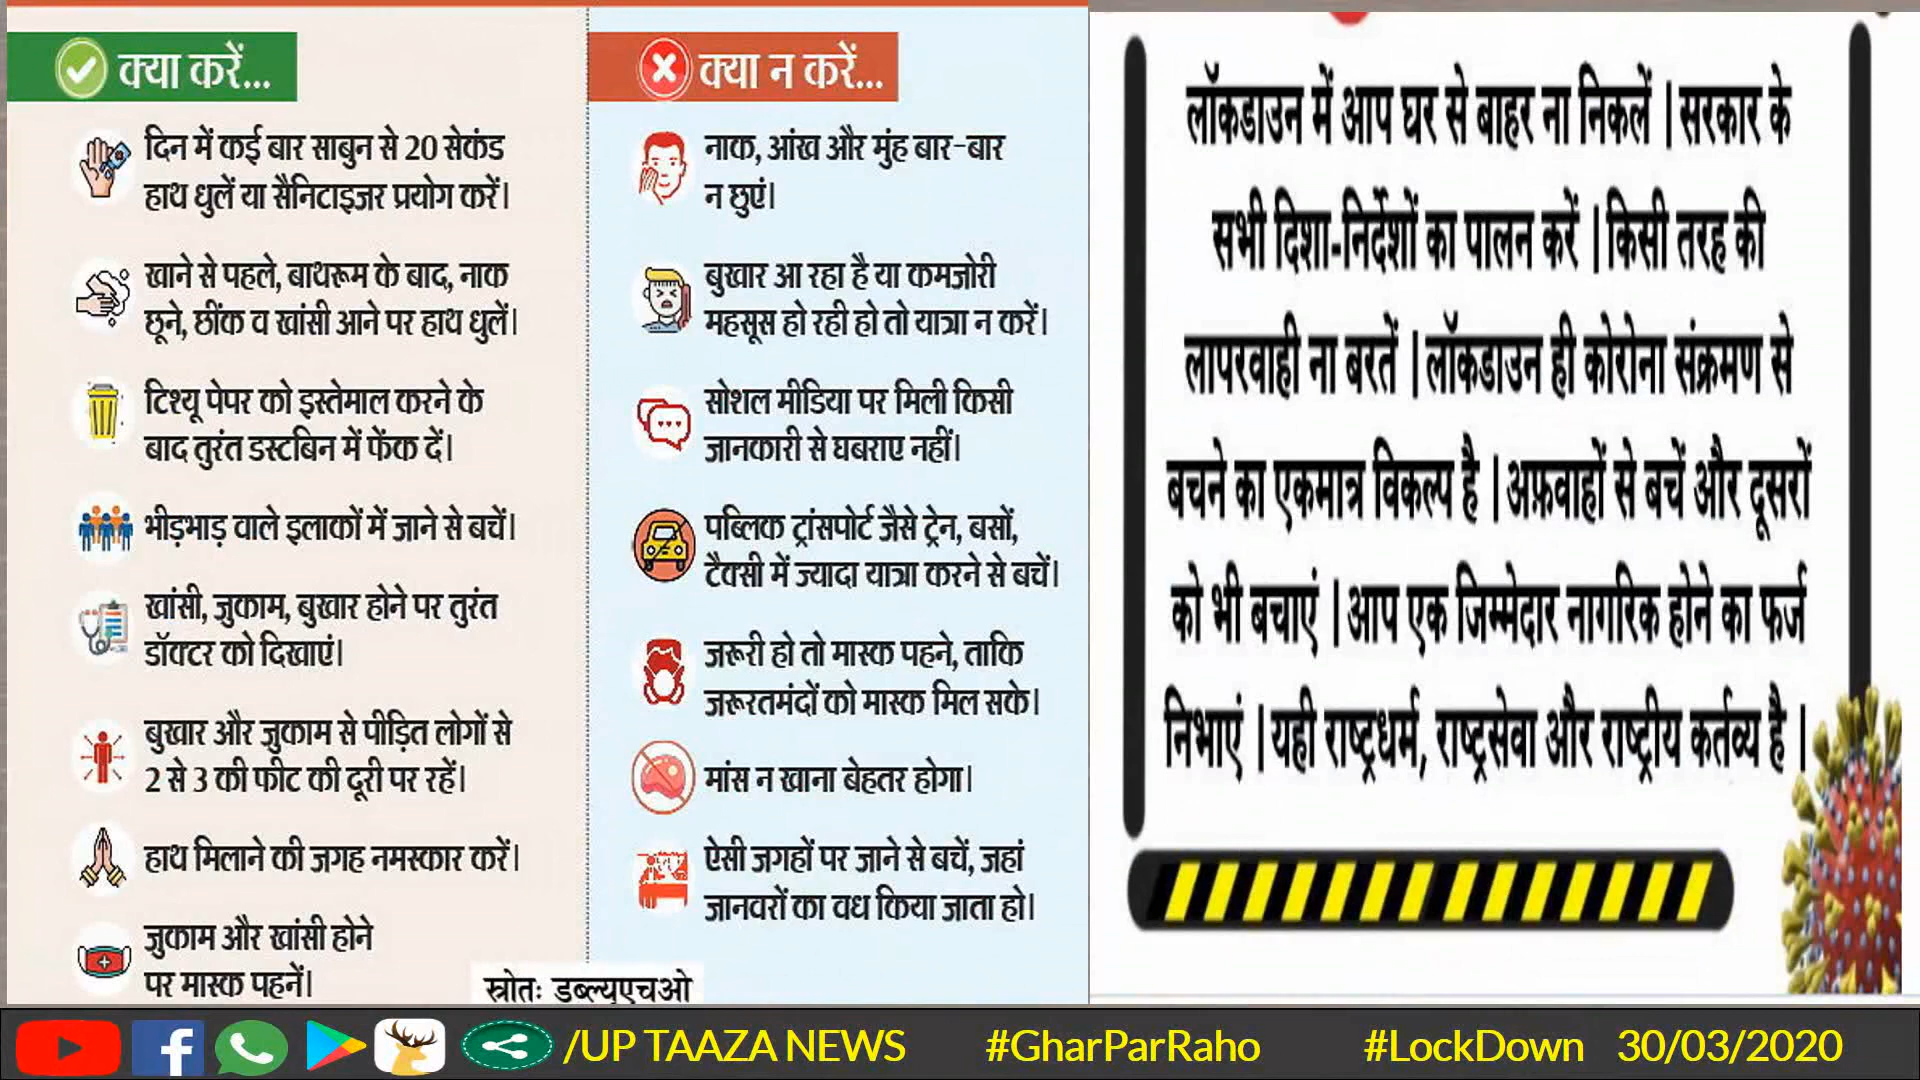 क्या करें...
दिन में कई बार साबुन से 20 सेकंड
हाथ धुलें या सैनिटाइजर प्रयोग करें।
खाने से पहले, बाथरूम के बाद, नाक
छूने, छींक व खांसी आने पर हाथ धुलें।
टिश्यू पेपर को इस्तेमाल करने के
बाद तुरंत डस्टबिन में फेंक दें।
भीड़भाड़ वाले इलाकों में जाने से बचें।
खांसी, जुकाम, बुखार होने पर तुरंत
डॉक्टर को दिखाएं।
बुखार और जुकाम से पीड़ित लोगों से
2 से 3 की फीट की दूरी पर रहें।
हाथ मिलाने की जगह नमस्कार करें।
जुकाम और खांसी होने
पर मास्क पहनें।
क्या न करें...
नाक, आंख और मुंह बार-बार
न छुएं।
बुखार आ रहा है या कमजोरी
महसूस हो रही हो तो यात्रा न करें।
सोशल मीडिया पर मिली किसी
जानकारी से घबराए नहीं।
पब्लिक ट्रांसपोर्ट जैसे ट्रेन, बसों,
टैक्सी में ज्यादा यात्रा करने से बचें।
जरूरी हो तो मास्क पहने, ताकि
जरूरतमंदों को मास्क मिल सके।
मांस न खाना बेहतर होगा।
ऐसी जगहों पर जाने से बचें, जहां
जानवरों का वध किया जाता हो।
स्रोतः डब्ल्यूएचओ
लॉकडाउन में आप घर से बाहर ना निकलें | सरकार के
सभी दिशा-निर्देशों का पालन करें | किसी तरह की
लापरवाही ना बरतें | लॉकडाउन ही कोरोना संक्रमण से
बचने का एकमात्र विकल्प है | अफ़वाहों से बचें और दूसरों
को भी बचाएं | आप एक जिम्मेदार नागरिक होने का फर्ज
निभाएं | यही राष्ट्रधर्म, राष्ट्रसेवा और राष्ट्रीय कर्तव्य है |
/UP TAAZA NEWS #GharParRaho #LockDown 30/03/2020